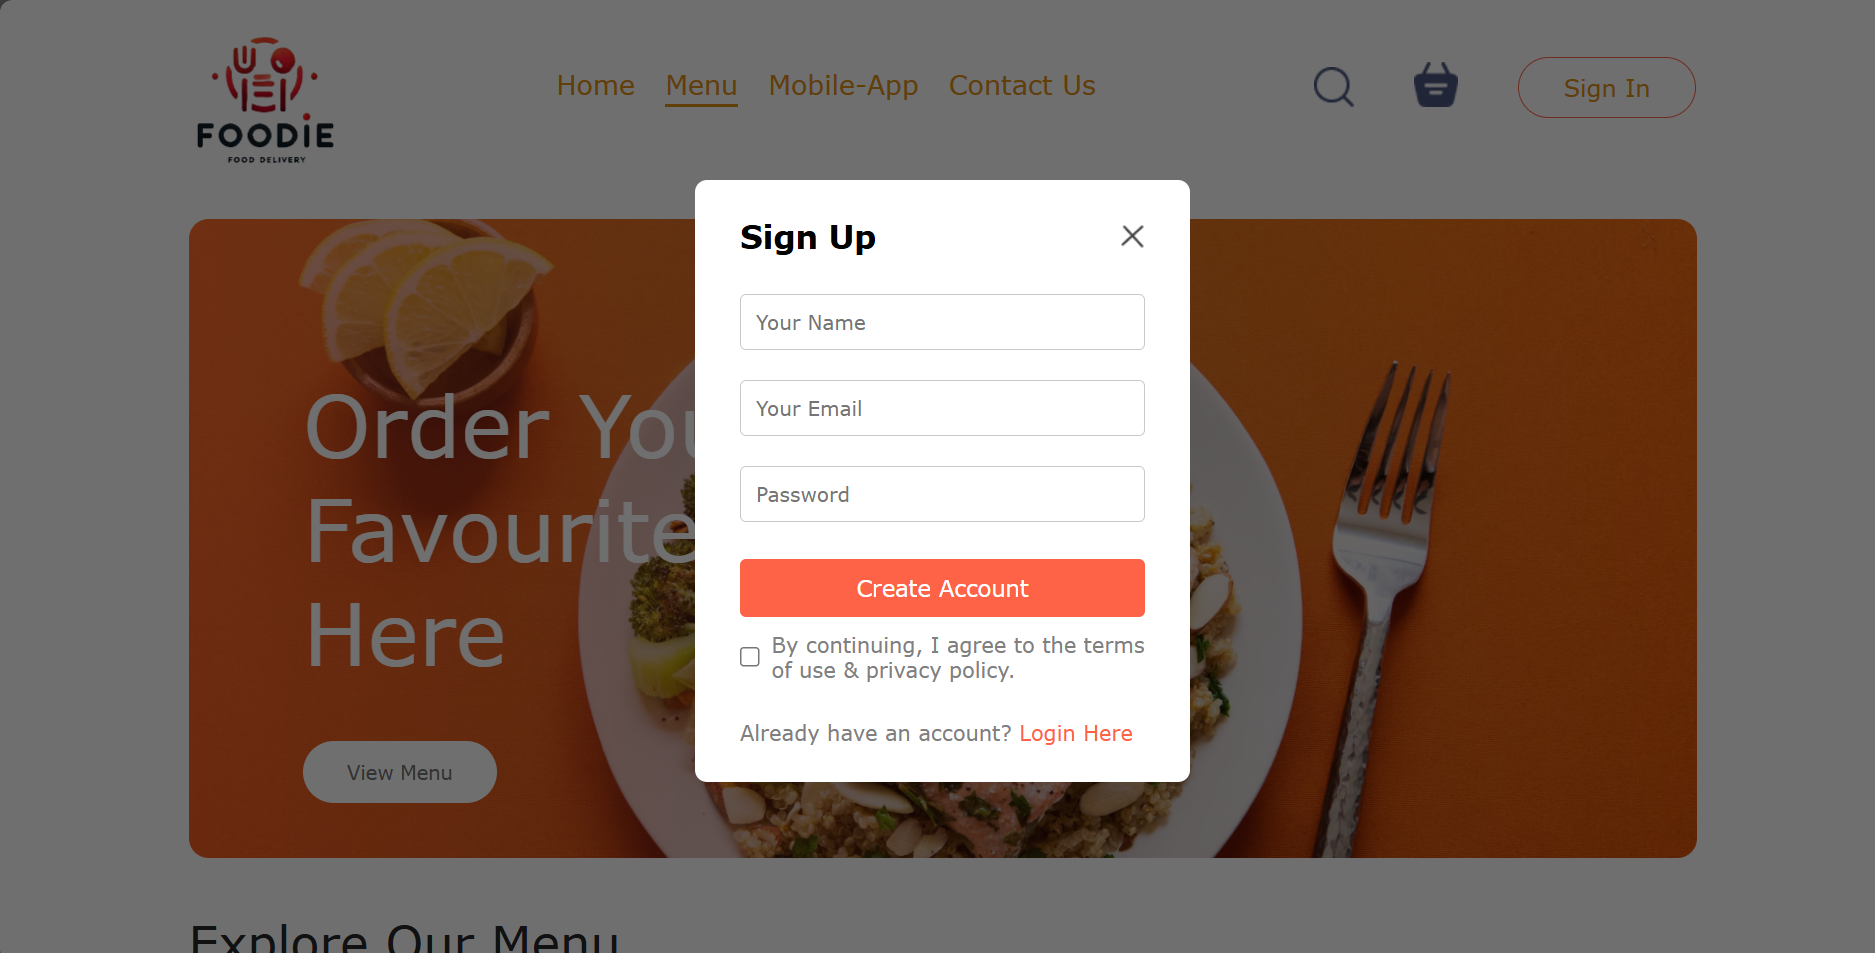 FOODIE
FOOD DELIVERY
Home Menu Mobile-App Contact Us
Sign In
Order You
Favourite
Here
View Menu
Sign Up
Your Name
Your Email
Password
Create Account
By continuing, I agree to the terms
of use & privacy policy.
Already have an account? Login Here
Explore Our Menu